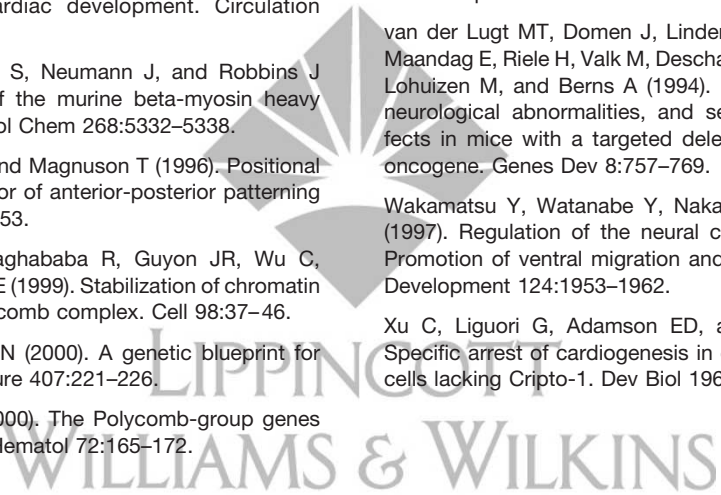 ardiac development. Circulation
S, Neumann J, and Robbins J
f the murine beta-myosin heavy
ol Chem 268:5332–5338.
nd Magnuson T (1996). Positional
or of anterior-posterior patterning
53.
aghababa R, Guyon JR, Wu C,
E (1999). Stabilization of chromatin
comb complex. Cell 98:37–46.
N (2000). A genetic blueprint for
ure 407:221–226.
000). The Polycomb-group genes
Hematol 72:165–172.
van der Lugt MT, Domen J, Linder
Maandag E, Riele H, Valk M, Descha
Lohuizen M, and Berns A (1994).
neurological abnormalities, and se
fects in mice with a targeted dele
oncogene. Genes Dev 8:757–769.
Wakamatsu Y, Watanabe Y, Naka
(1997). Regulation of the neural c
Promotion of ventral migration and
Development 124:1953–1962.
Xu C, Liguori G, Adamson ED, a
Specific arrest of cardiogenesis in
cells lacking Cripto-1. Dev Biol 196
LIPPINCOTT
WILLIAMS & WILKINS